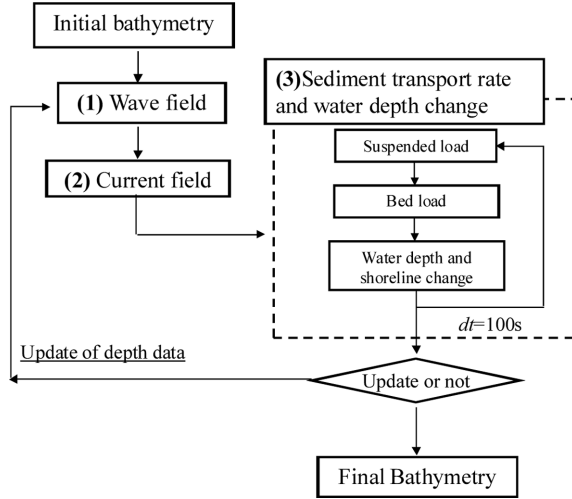 Initial bathymetry
(1) Wave field
(2) Current field
(3)Sediment transport rate
and water depth change
Suspended load
Bed load
Water depth and
shoreline change
dt=100s
Update of depth data
Update or not
Final Bathymetry